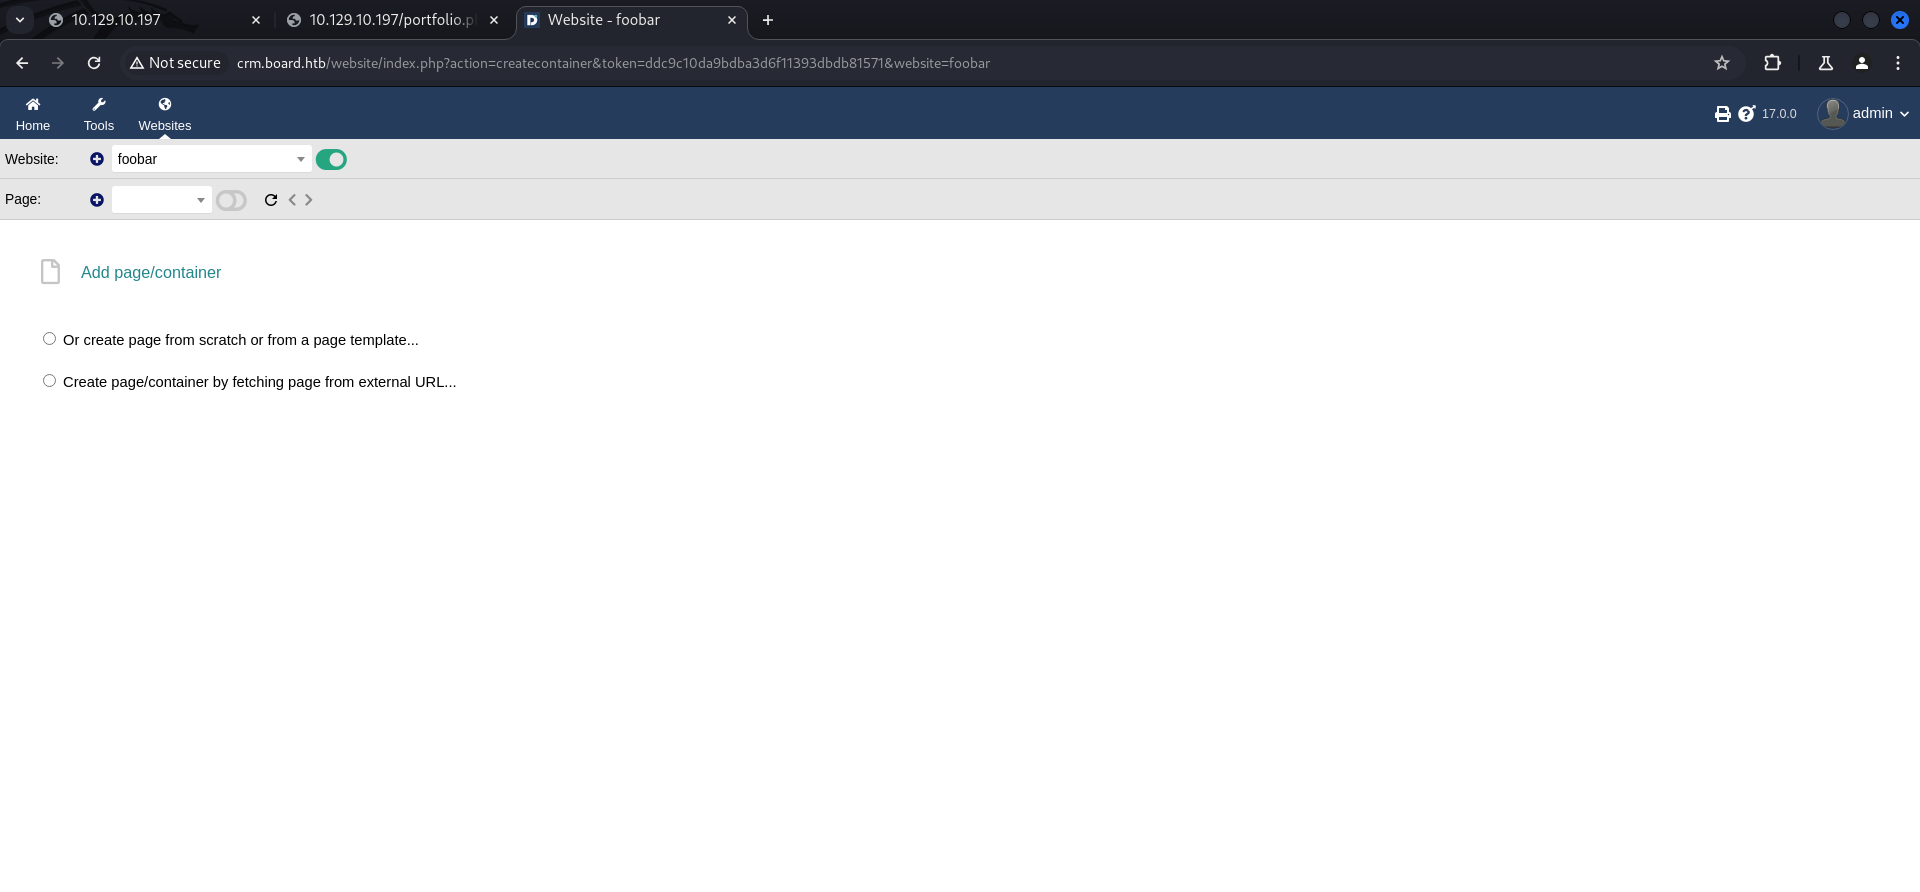 10.129.10.197
10.129.10.197/portfolio.p
Website - foobar
Not secure
crm.board.htb/website/index.php?action=createcontainer&token=ddc9c10da9bdba3d6f11393dbdb81571&website=foobar
Home
Tools
Websites
17.0.0
admin
Website:
foobar
Page:
Add page/container
Or create page from scratch or from a page template...
Create page/container by fetching page from external URL...